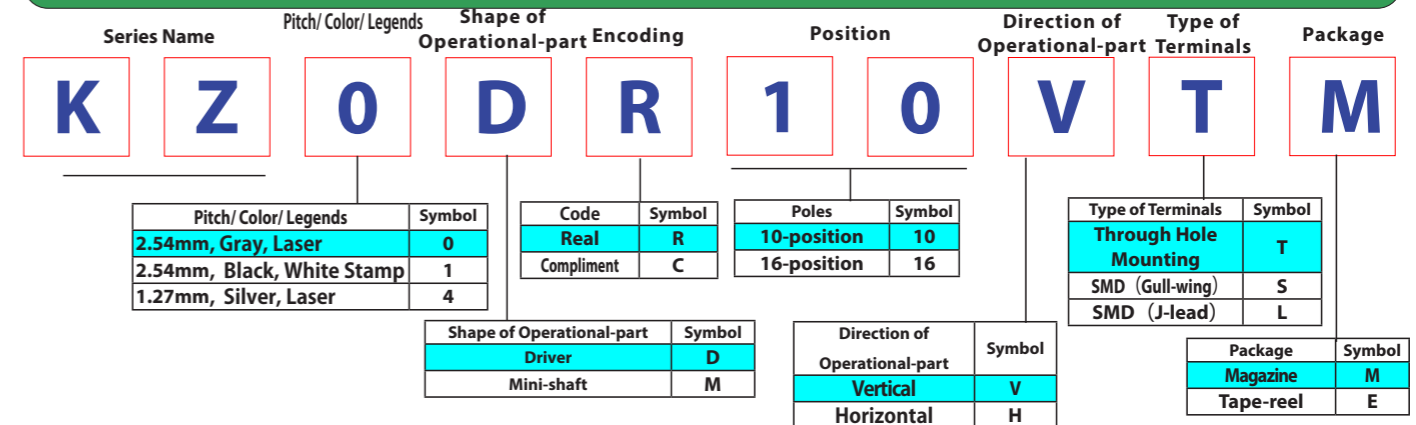 Series Name
Pitch/ Color/ Legends
Shape of
Operational-part
Encoding
Position
Direction of
Operational-part
Type of
Terminals
Package
K Z 0 D R 1 0 V T M
Pitch/ Color/ Legends Symbol
2.54mm, Gray, Laser 0
2.54mm, Black, White Stamp 1
1.27mm, Silver, Laser 4
Code Symbol
Real R
Compliment C
Poles Symbol
10-position 10
16-position 16
Type of Terminals Symbol
Through Hole
Mounting T
SMD（Gull-wing） S
SMD（J-lead） L
Shape of Operational-part Symbol
Driver D
Mini-shaft M
Direction of
Operational-part Symbol
Vertical V
Horizontal H
Package Symbol
Magazine M
Tape-reel E